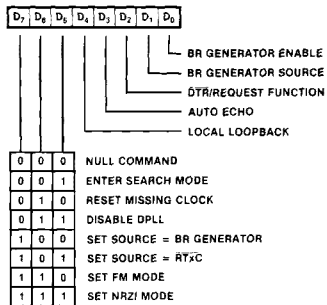 D7 D6 D5 D4 D3 D2 D1 D0
BR GENERATOR ENABLE
BR GENERATOR SOURCE
D̅T̅R̅/REQUEST FUNCTION
AUTO ECHO
LOCAL LOOPBACK
0 0 0 NULL COMMAND
0 0 1 ENTER SEARCH MODE
0 1 0 RESET MISSING CLOCK
0 1 1 DISABLE DPLL
1 0 0 SET SOURCE = BR GENERATOR
1 0 1 SET SOURCE = R̅T̅x̅C̅
1 1 0 SET FM MODE
1 1 1 SET NRZI MODE